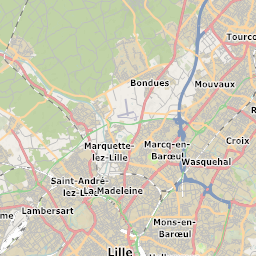 Tourco
Bondues
Mouvaux
R
Marquette-
lez-Lille
Marcq-en-
Barœul
Croix
Wasquehal
Saint-André-
lez-L
La Madeleine
me
Lambersart
Mons-en-
Barœul
Lille